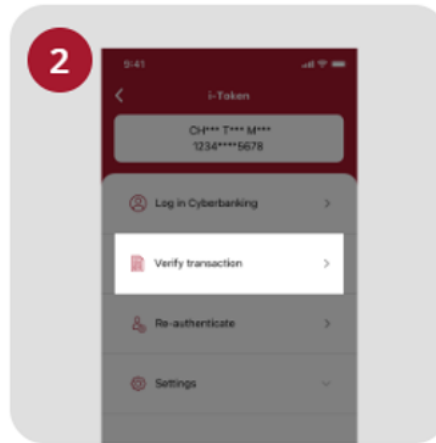 2
9:41
i-Token
CH*** T*** M***
1234****5678
Log in Cyberbanking
Verify transaction
Re-authenticate
Settings